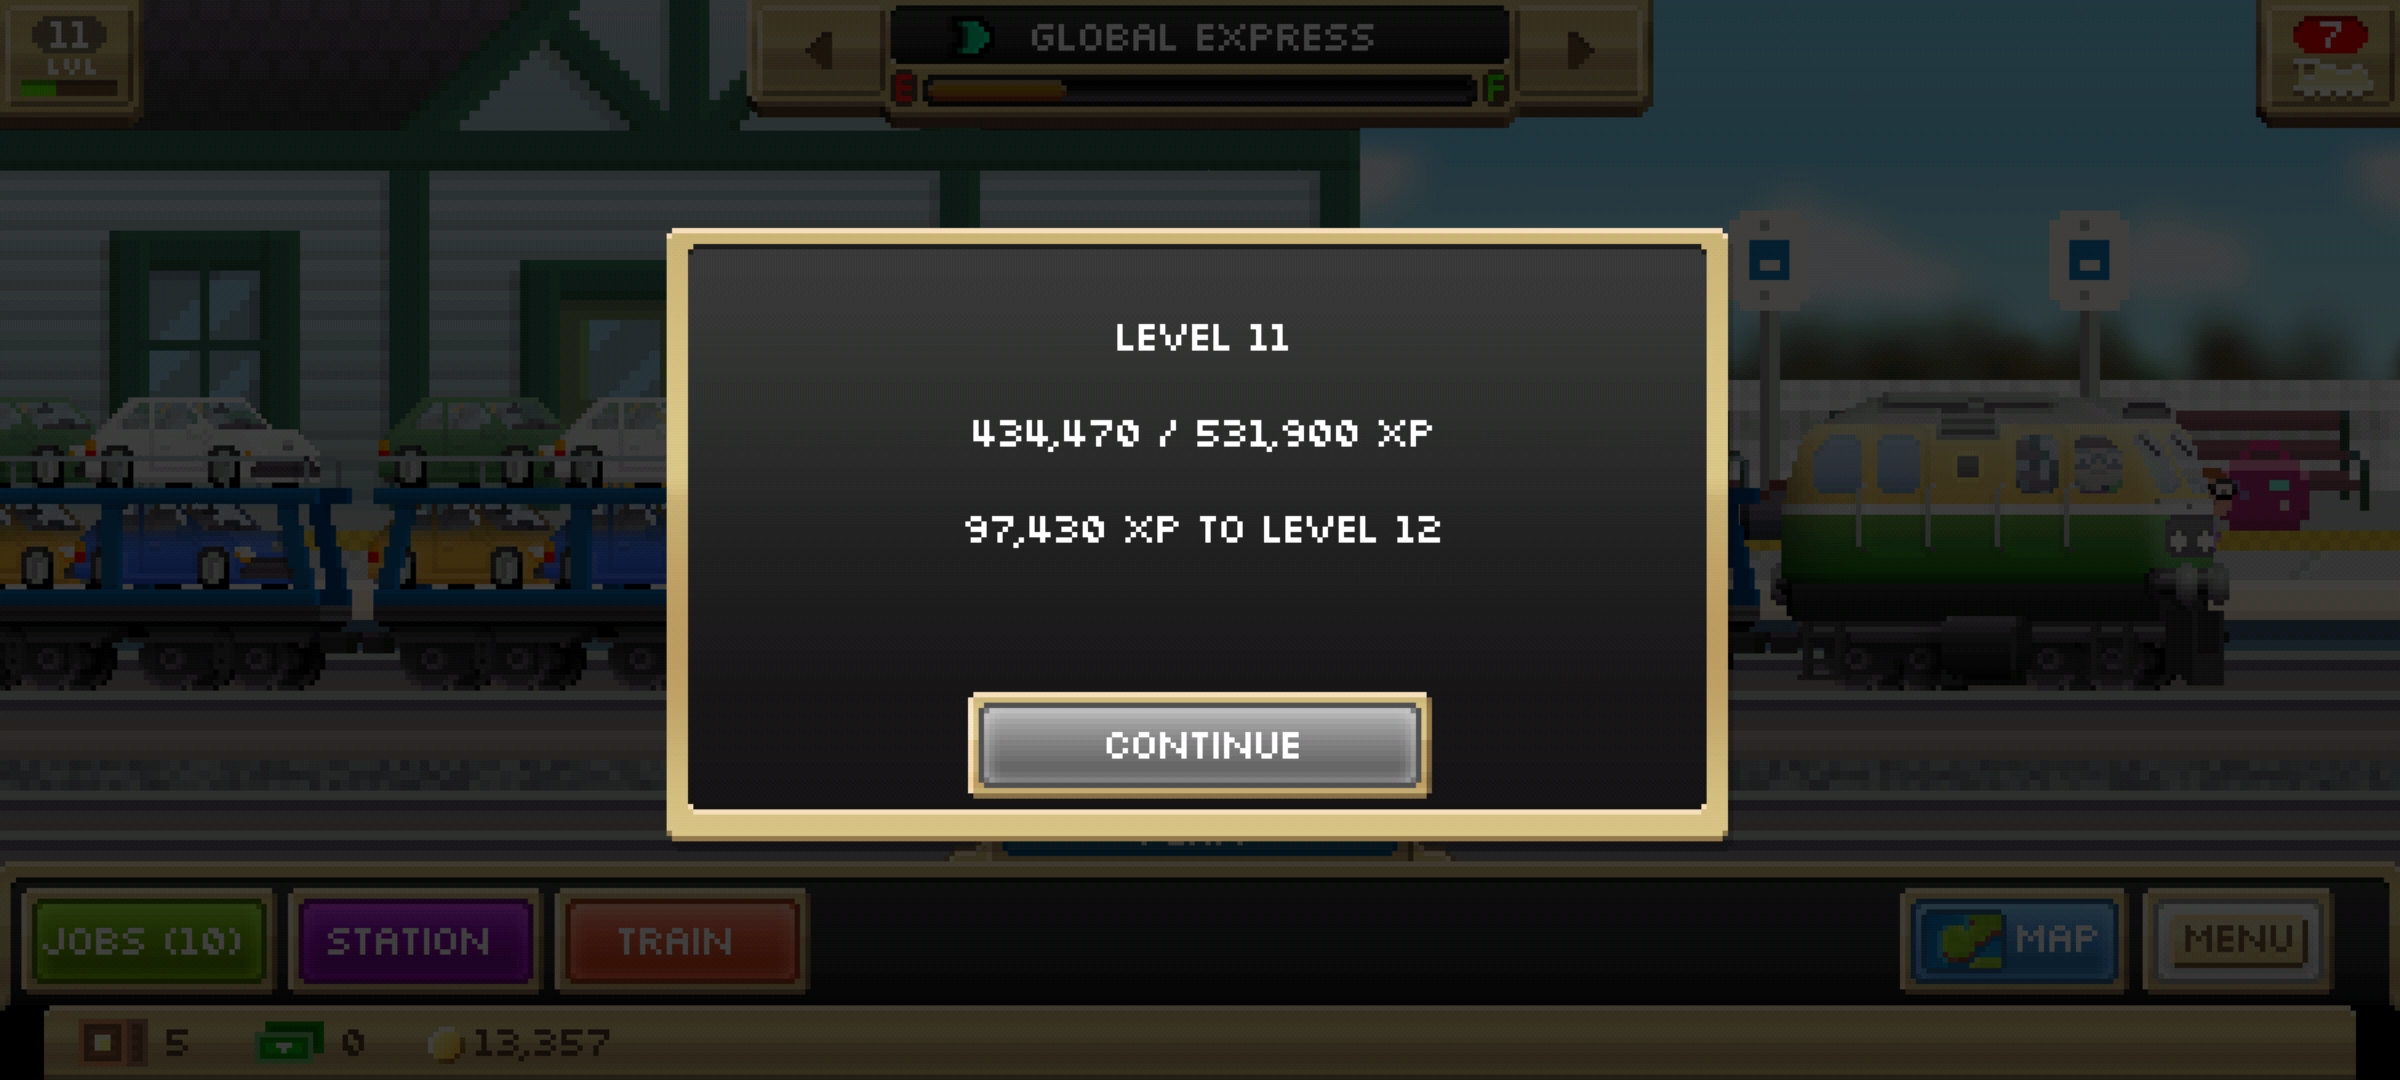 11
LVL
GLOBAL EXPRESS
E
F
7
LEVEL 11
434,470 / 531,900 XP
97,430 XP TO LEVEL 12
CONTINUE
JOBS (10)
STATION
TRAIN
MAP
MENU
5
0
13,357